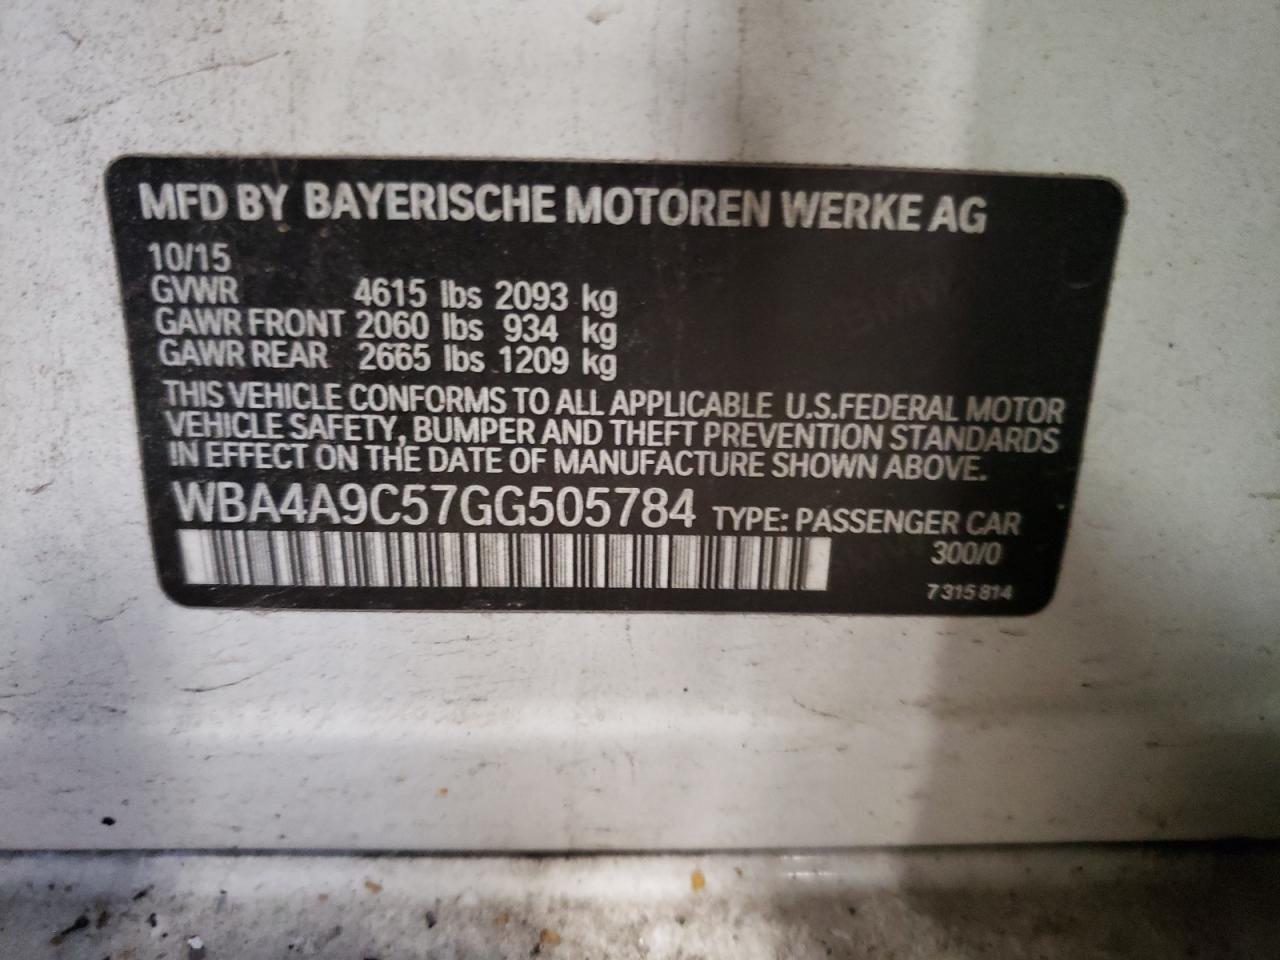 MFD BY BAYERISCHE MOTOREN WERKE AG
10/15
GVWR 4615 lbs 2093 kg
GAWR FRONT 2060 lbs 934 kg
GAWR REAR 2665 lbs 1209 kg
THIS VEHICLE CONFORMS TO ALL APPLICABLE U.S.FEDERAL MOTOR
VEHICLE SAFETY, BUMPER AND THEFT PREVENTION STANDARDS
IN EFFECT ON THE DATE OF MANUFACTURE SHOWN ABOVE.
WBA4A9C57GG505784 TYPE: PASSENGER CAR
300/0
7 315 814